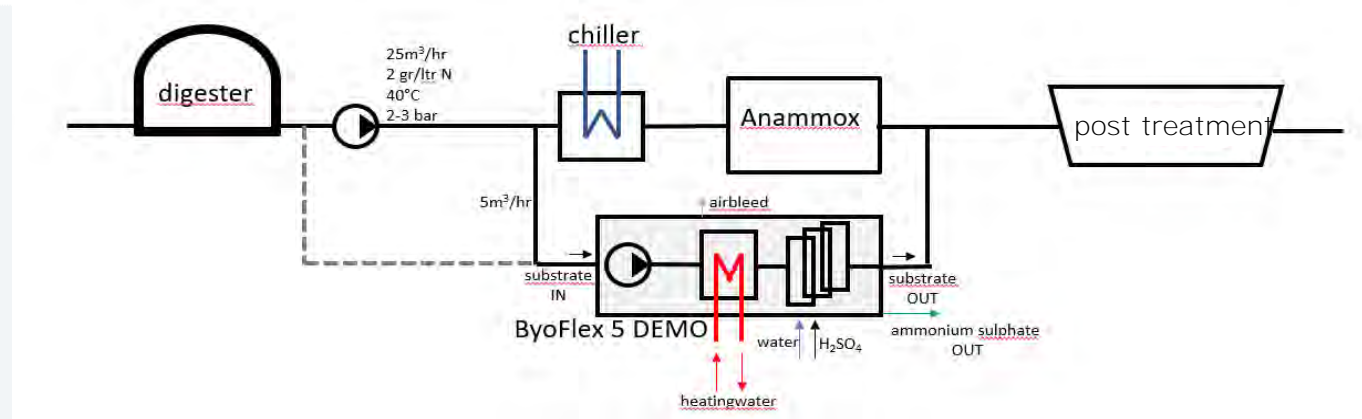 chiller
25m³/hr
2 gr/ltr N
40°C
2-3 bar
digester
Anammox
post treatment
5m³/hr
airbleed
substrate
IN
substrate
OUT
ByoFlex 5 DEMO
water
H₂SO₄
ammonium sulphate
OUT
heatingwater